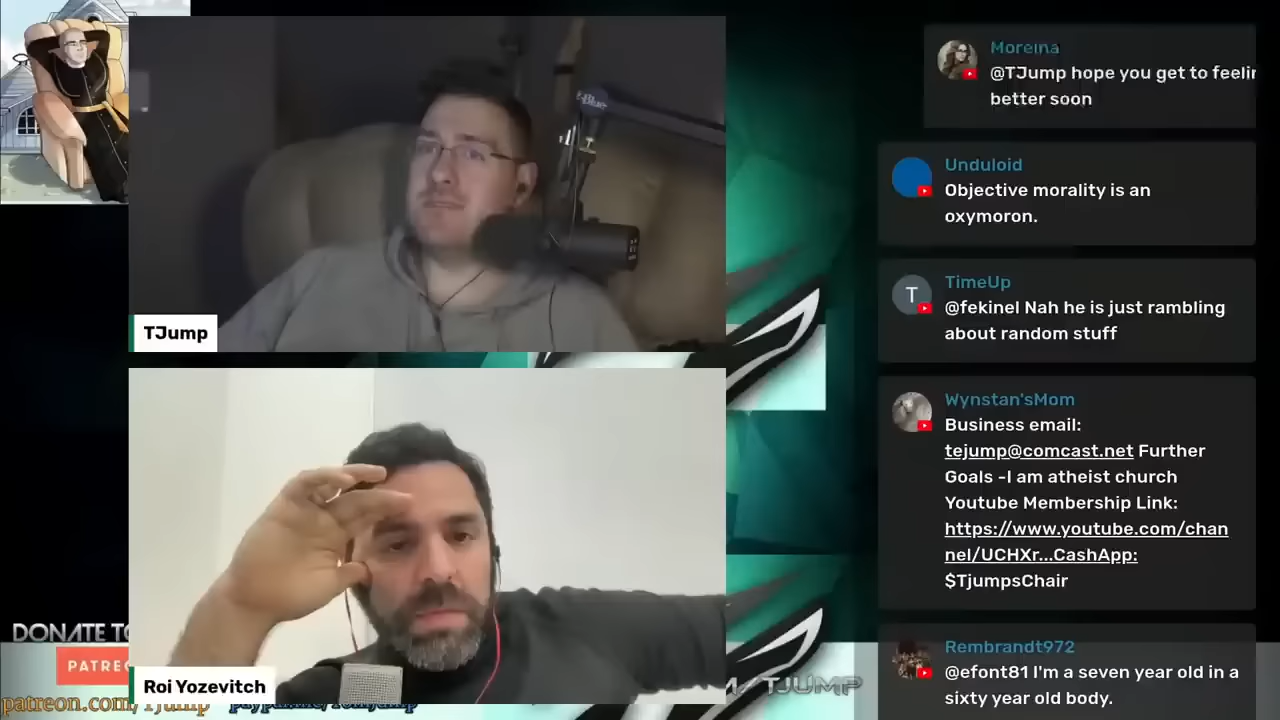 Moreina
@TJump hope you get to feelin
better soon
Unduloid
Objective morality is an
oxymoron.
TimeUp
@fekinel Nah he is just rambling
about random stuff
T
Wynstan'sMom
Business email:
tejump@comcast.net Further
Goals -I am atheist church
Youtube Membership Link:
https://www.youtube.com/chan
nel/UCHXr...CashApp:
$TjumpsChair
Rembrandt972
@efont81 I'm a seven year old in a
sixty year old body.
TJump
Roi Yozevitch
DONATE TO
PATREO
patreon.com/Tjump
TJUMP